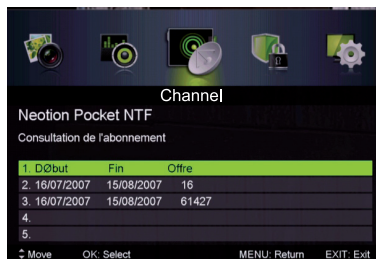 Channel
Neotion Pocket NTF
Consultation de l'abonnement
1. DØbut Fin Offre
2. 16/07/2007 15/08/2007 16
3. 16/07/2007 15/08/2007 61427
4.
5.
Move OK: Select MENU: Return EXIT: Exit